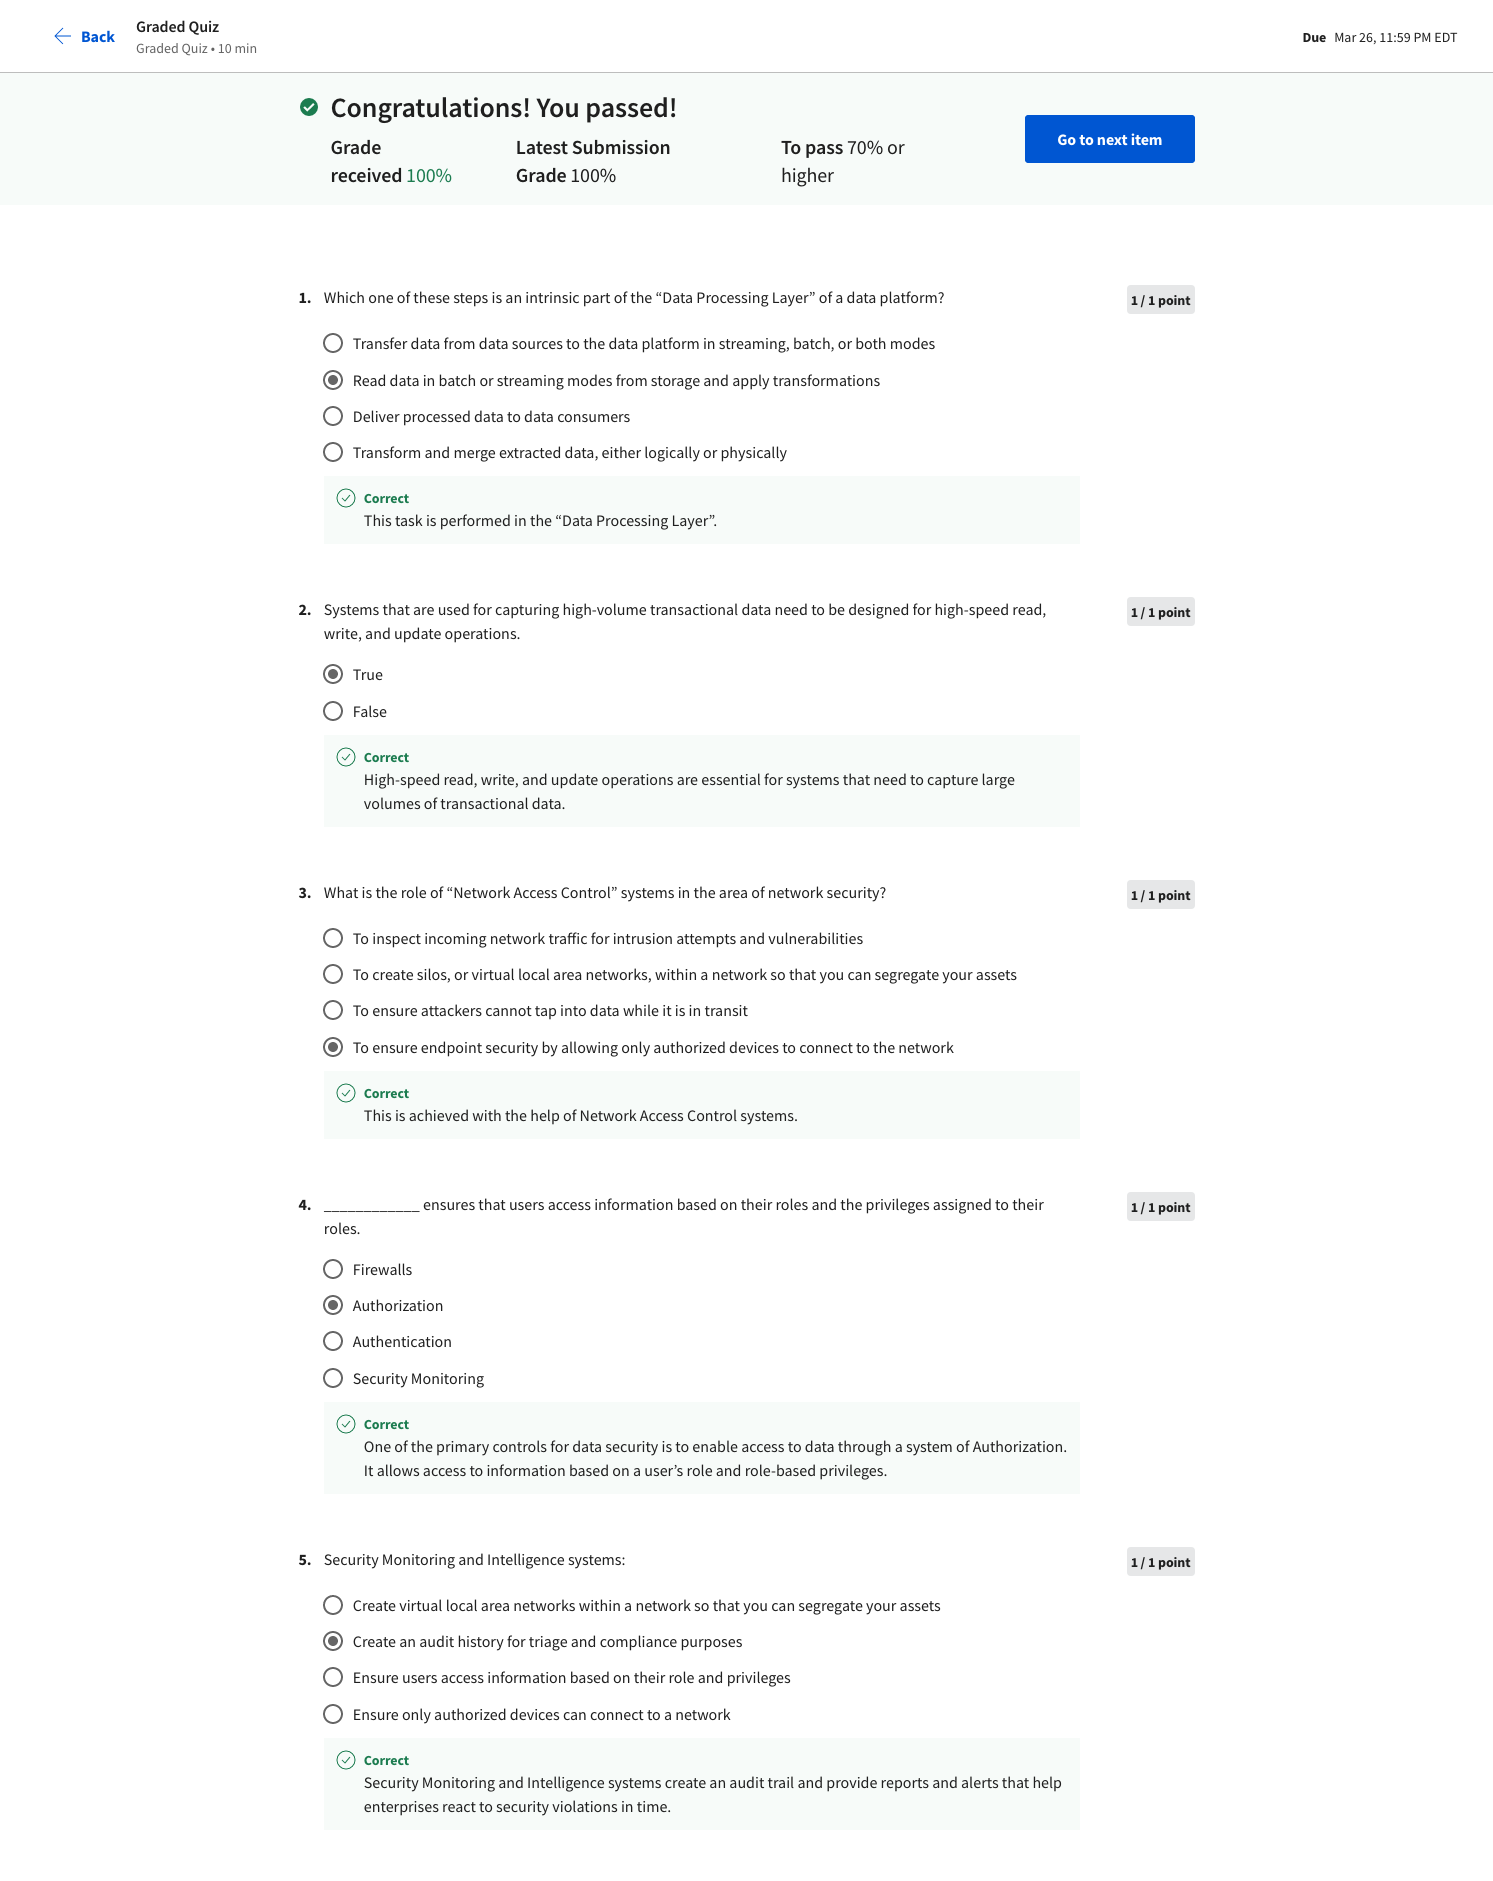 Back
Graded Quiz
Graded Quiz • 10 min
Due Mar 26, 11:59 PM EDT
Congratulations! You passed!
Grade received 100%
Latest Submission Grade 100%
To pass 70% or higher
Go to next item
1. Which one of these steps is an intrinsic part of the “Data Processing Layer” of a data platform?
1 / 1 point
Transfer data from data sources to the data platform in streaming, batch, or both modes
Read data in batch or streaming modes from storage and apply transformations
Deliver processed data to data consumers
Transform and merge extracted data, either logically or physically
Correct
This task is performed in the “Data Processing Layer”.
2. Systems that are used for capturing high-volume transactional data need to be designed for high-speed read,
write, and update operations.
1 / 1 point
True
False
Correct
High-speed read, write, and update operations are essential for systems that need to capture large
volumes of transactional data.
3. What is the role of “Network Access Control” systems in the area of network security?
1 / 1 point
To inspect incoming network traffic for intrusion attempts and vulnerabilities
To create silos, or virtual local area networks, within a network so that you can segregate your assets
To ensure attackers cannot tap into data while it is in transit
To ensure endpoint security by allowing only authorized devices to connect to the network
Correct
This is achieved with the help of Network Access Control systems.
4. ____________ ensures that users access information based on their roles and the privileges assigned to their
roles.
1 / 1 point
Firewalls
Authorization
Authentication
Security Monitoring
Correct
One of the primary controls for data security is to enable access to data through a system of Authorization.
It allows access to information based on a user’s role and role-based privileges.
5. Security Monitoring and Intelligence systems:
1 / 1 point
Create virtual local area networks within a network so that you can segregate your assets
Create an audit history for triage and compliance purposes
Ensure users access information based on their role and privileges
Ensure only authorized devices can connect to a network
Correct
Security Monitoring and Intelligence systems create an audit trail and provide reports and alerts that help
enterprises react to security violations in time.